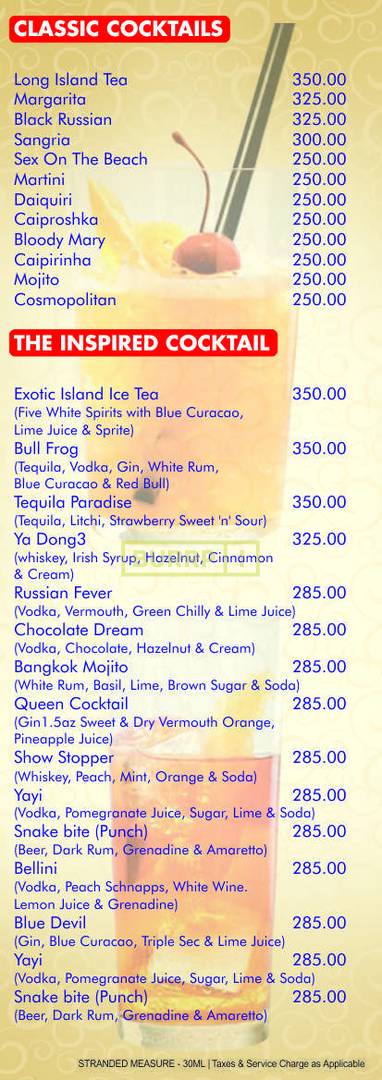 CLASSIC COCKTAILS
Long Island Tea 350.00
Margarita 325.00
Black Russian 325.00
Sangria 300.00
Sex On The Beach 250.00
Martini 250.00
Daiquiri 250.00
Caiproshka 250.00
Bloody Mary 250.00
Caipirinha 250.00
Mojito 250.00
Cosmopolitan 250.00
THE INSPIRED COCKTAIL
Exotic Island Ice Tea 350.00
(Five White Spirits with Blue Curacao,
Lime Juice & Sprite)
Bull Frog 350.00
(Tequila, Vodka, Gin, White Rum,
Blue Curacao & Red Bull)
Tequila Paradise 350.00
(Tequila, Litchi, Strawberry Sweet 'n' Sour)
Ya Dong3 325.00
(whiskey, Irish Syrup, Hazelnut, Cinnamon
& Cream)
Russian Fever 285.00
(Vodka, Vermouth, Green Chilly & Lime Juice)
Chocolate Dream 285.00
(Vodka, Chocolate, Hazelnut & Cream)
Bangkok Mojito 285.00
(White Rum, Basil, Lime, Brown Sugar & Soda)
Queen Cocktail 285.00
(Gin1.5az Sweet & Dry Vermouth Orange,
Pineapple Juice)
Show Stopper 285.00
(Whiskey, Peach, Mint, Orange & Soda)
Yayi 285.00
(Vodka, Pomegranate Juice, Sugar, Lime & Soda)
Snake bite (Punch) 285.00
(Beer, Dark Rum, Grenadine & Amaretto)
Bellini 285.00
(Vodka, Peach Schnapps, White Wine.
Lemon Juice & Grenadine)
Blue Devil 285.00
(Gin, Blue Curacao, Triple Sec & Lime Juice)
Yayi 285.00
(Vodka, Pomegranate Juice, Sugar, Lime & Soda)
Snake bite (Punch) 285.00
(Beer, Dark Rum, Grenadine & Amaretto)
STRANDED MEASURE - 30ML | Taxes & Service Charge as Applicable